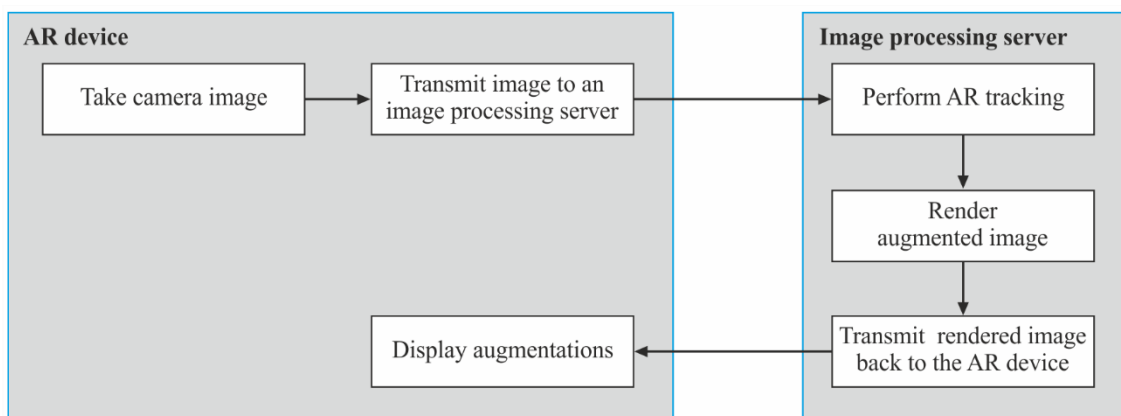 AR device
Image processing server
Take camera image
Transmit image to an
image processing server
Perform AR tracking
Render
augmented image
Transmit rendered image
back to the AR device
Display augmentations